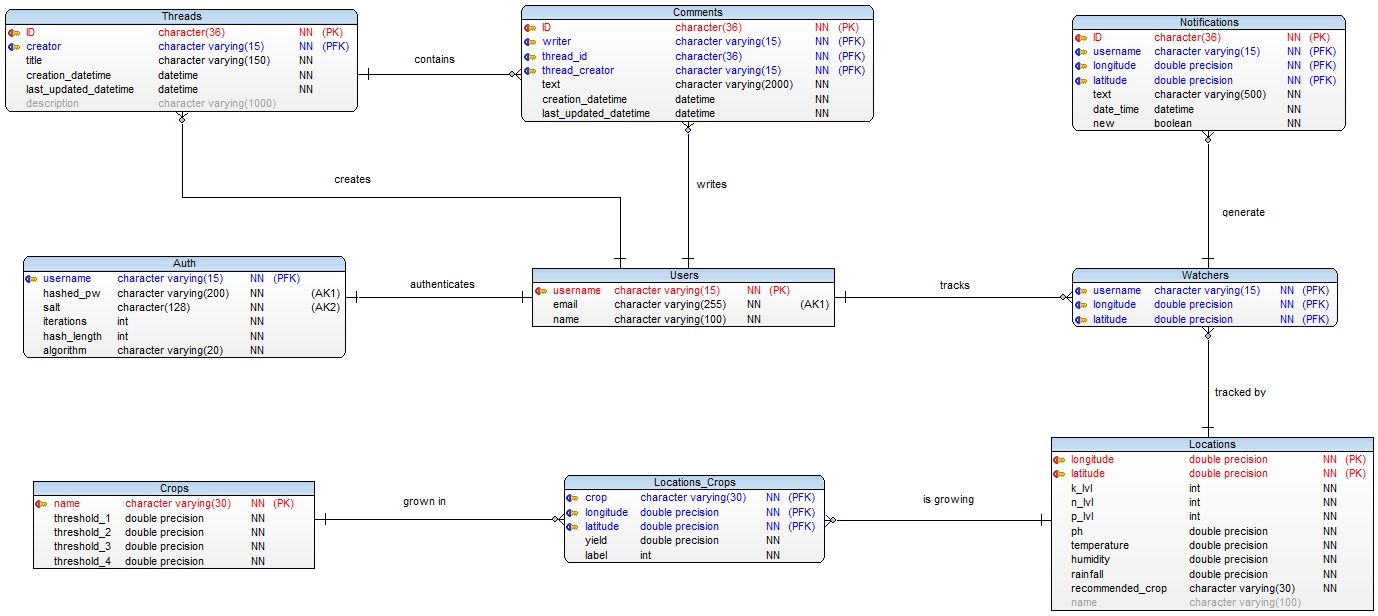 Threads
ID character(36) NN (PK)
creator character varying(15) NN (PFK)
title character varying(150) NN
creation_datetime datetime NN
last_updated_datetime datetime NN
description character varying(1000)
contains
Comments
ID character(36) NN (PK)
writer character varying(15) NN (PFK)
thread_id character(36) NN (PFK)
thread_creator character varying(15) NN (PFK)
text character varying(2000) NN
creation_datetime datetime NN
last_updated_datetime datetime NN
Notifications
ID character(36) NN (PK)
username character varying(15) NN (PFK)
longitude double precision NN (PFK)
latitude double precision NN (PFK)
text character varying(500) NN
date_time datetime NN
new boolean NN
creates
writes
generate
Auth
username character varying(15) NN (PFK)
hashed_pw character varying(200) NN (AK1)
salt character(128) NN (AK2)
iterations int NN
hash_length int NN
algorithm character varying(20) NN
authenticates
Users
username character varying(15) NN (PK)
email character varying(255) NN (AK1)
name character varying(100) NN
tracks
Watchers
username character varying(15) NN (PFK)
longitude double precision NN (PFK)
latitude double precision NN (PFK)
tracked by
Crops
name character varying(30) NN (PK)
threshold_1 double precision NN
threshold_2 double precision NN
threshold_3 double precision NN
threshold_4 double precision NN
grown in
Locations_Crops
crop character varying(30) NN (PFK)
longitude double precision NN (PFK)
latitude double precision NN (PFK)
yield double precision NN
label int NN
is growing
Locations
longitude double precision NN (PK)
latitude double precision NN (PK)
k_lvl int NN
n_lvl int NN
p_lvl int NN
ph double precision NN
temperature double precision NN
humidity double precision NN
rainfall double precision NN
recommended_crop character varying(30) NN
name character varying(100)